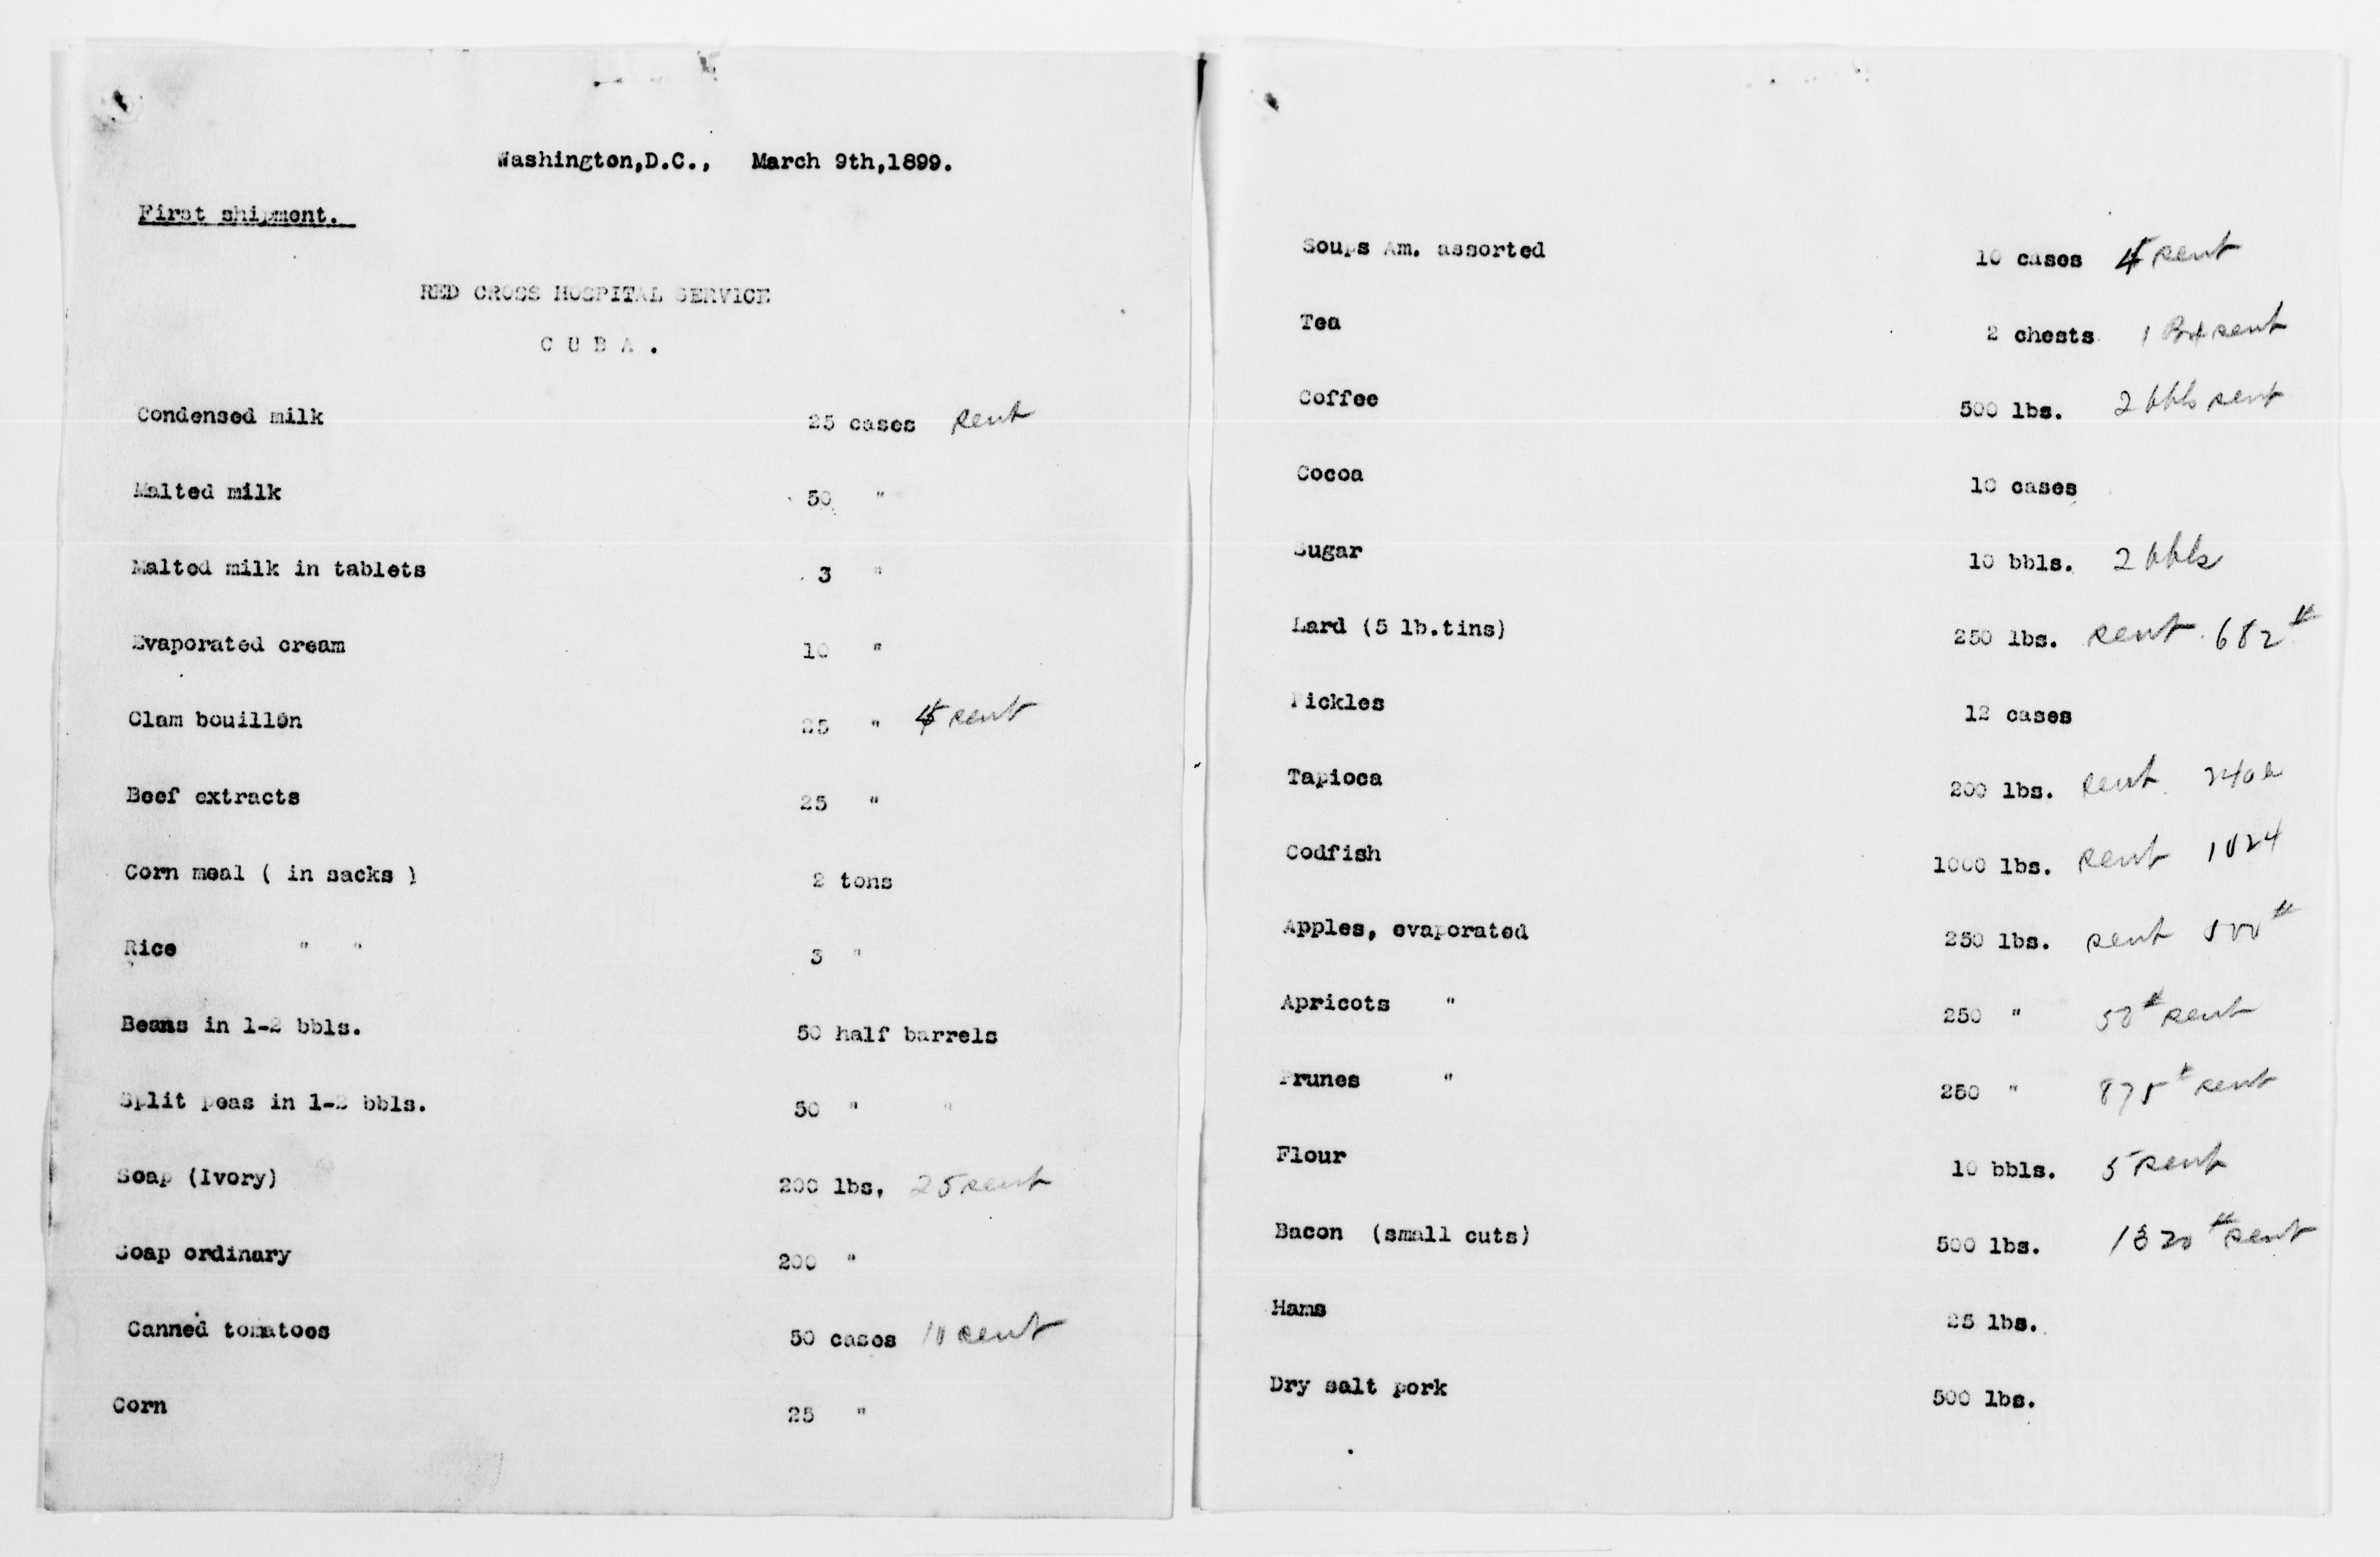 Washington,D.C., March 9th,1899.
First shipment.
RED CROSS HOSPITAL SERVICE
C U B A .
Condensed milk 25 cases sent
Malted milk 50 "
Malted milk in tablets 3 "
Evaporated cream 10 "
Clam bouillon 25 " sent
Beef extracts 25 "
Corn meal ( in sacks ) 2 tons
Rice " " 3 "
Beans in 1-2 bbls. 50 half barrels
Split peas in 1-2 bbls. 50 " "
Soap (Ivory) 200 lbs. 25 sent
Soap ordinary 200 "
Canned tomatoes 50 cases 10 sent
Corn 25 "
Soups Am. assorted 10 cases sent
Tea 2 chests 1 Bx sent
Coffee 500 lbs. 2 bbls sent
Cocoa 10 cases
Sugar 10 bbls. 2 bbls
Lard (5 lb.tins) 250 lbs. sent 682 #
Pickles 12 cases
Tapioca 200 lbs. sent
Codfish 1000 lbs. sent 1024
Apples, evaporated 250 lbs. sent
Apricots " 250 " 50 # sent
Prunes " 250 " 875 # sent
Flour 10 bbls. 5 sent
Bacon (small cuts) 500 lbs. sent
Hams 25 lbs.
Dry salt pork 500 lbs.